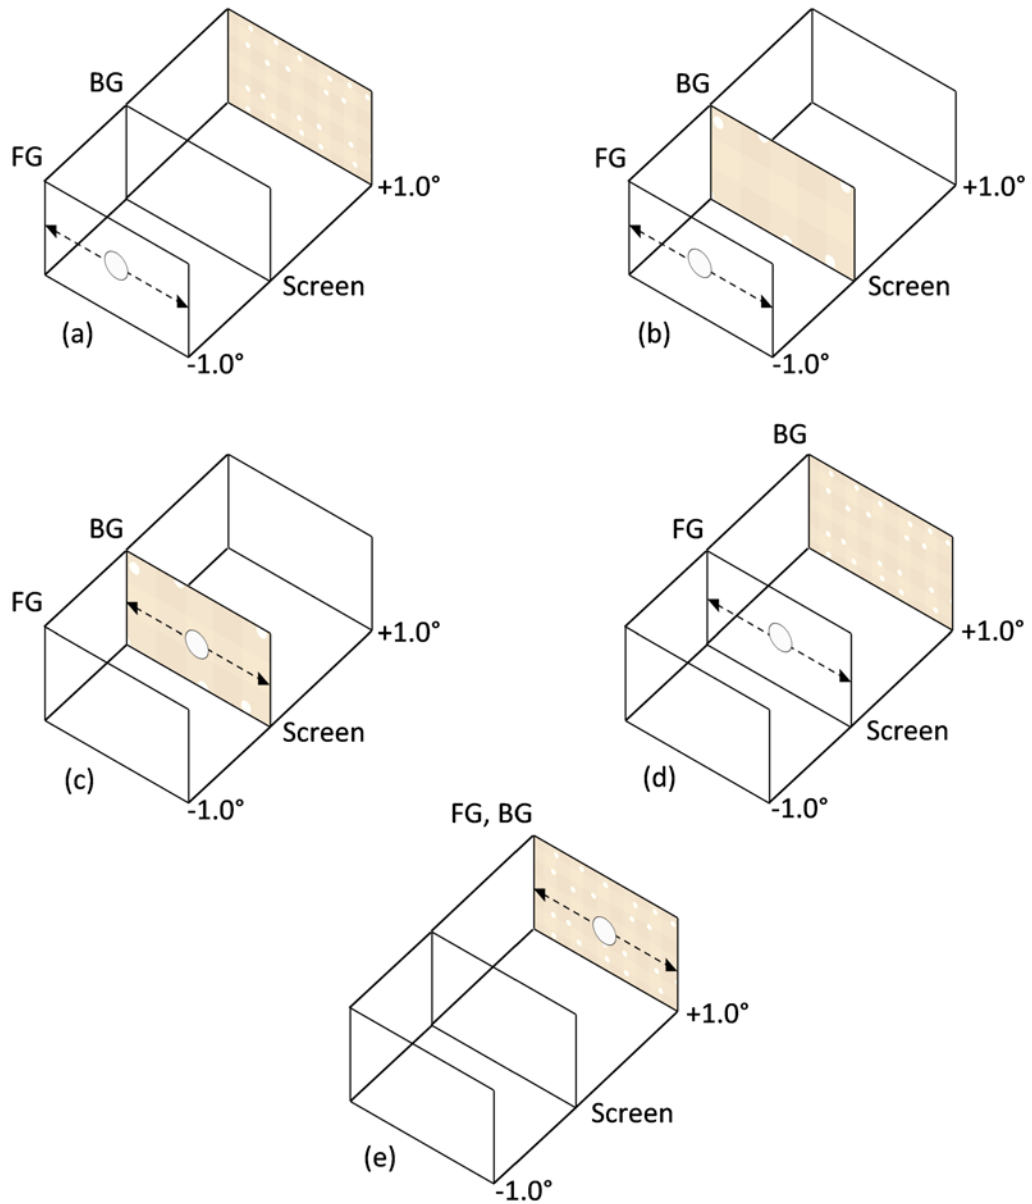 BG
FG
+1.0°
Screen
(a)
-1.0°
BG
FG
+1.0°
Screen
(b)
-1.0°
BG
FG
+1.0°
Screen
(c)
-1.0°
BG
FG
+1.0°
Screen
(d)
-1.0°
FG, BG
+1.0°
Screen
(e)
-1.0°